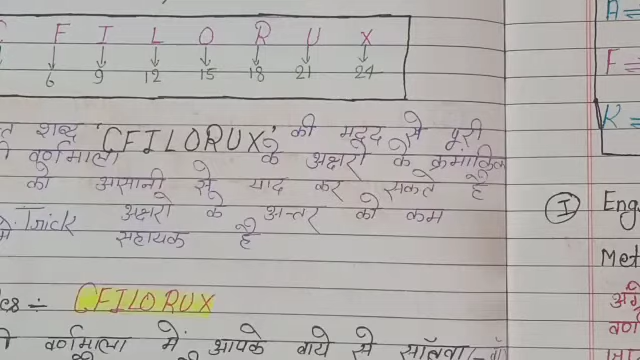 F I L O R U X
6 9 12 15 18 21 24
शब्द 'CFILORUX' की मदद से पूरी
वर्णमाला के अक्षरो के क्रमांक
को आसानी से याद कर सकते है
Trick अक्षरो के अन्तर को कम
मे सहायक है
CFILORUX
वर्णमाला में आपके बाये से
A =
F =
K =
I Eng
Met